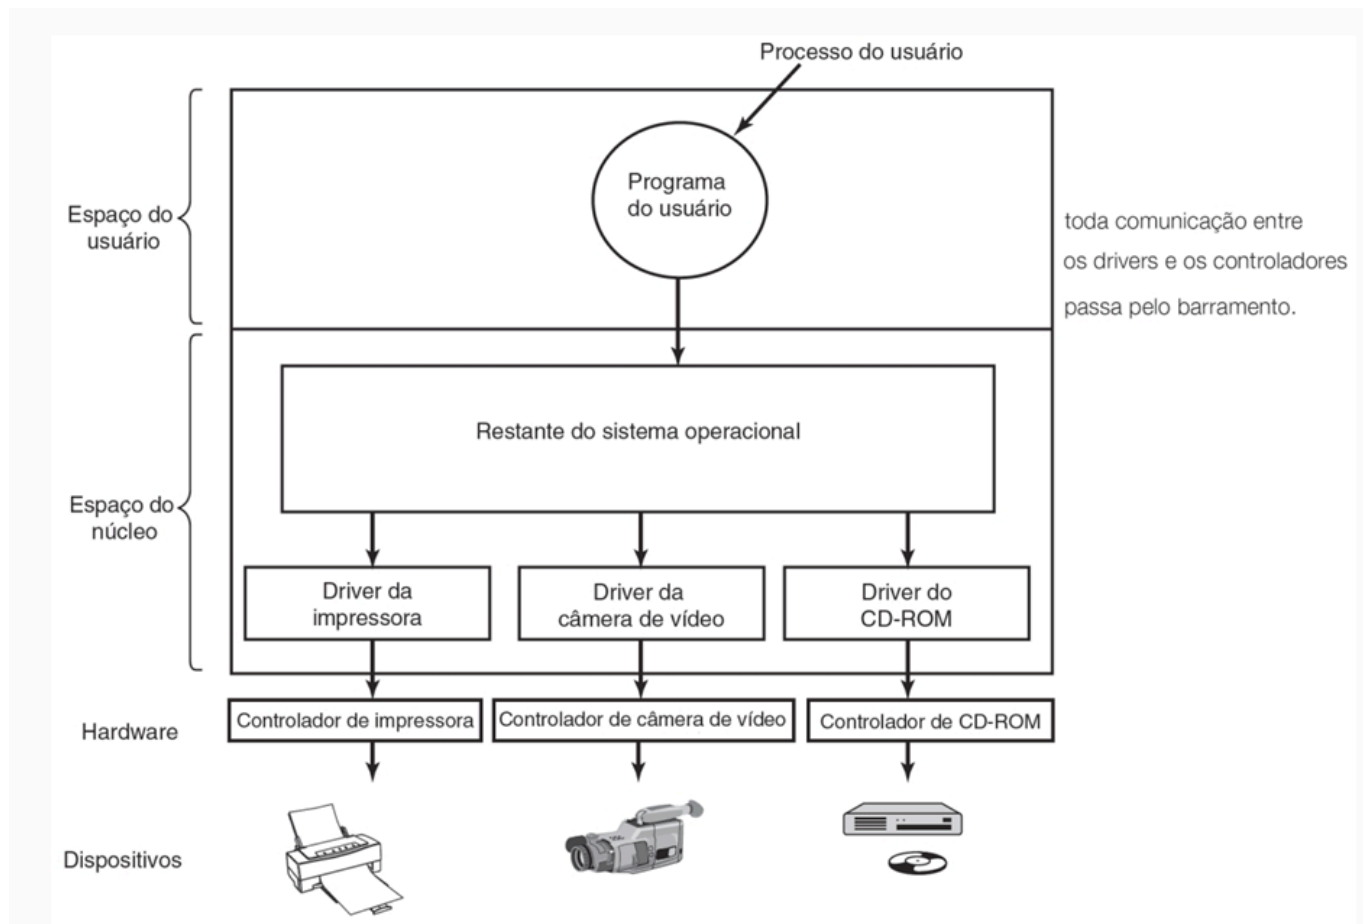 Processo do usuário
Programa
do usuário
Espaço do
usuário
toda comunicação entre
os drivers e os controladores
passa pelo barramento.
Restante do sistema operacional
Espaço do
núcleo
Driver da
impressora
Driver da
câmera de vídeo
Driver do
CD-ROM
Hardware
Controlador de impressora
Controlador de câmera de vídeo
Controlador de CD-ROM
Dispositivos